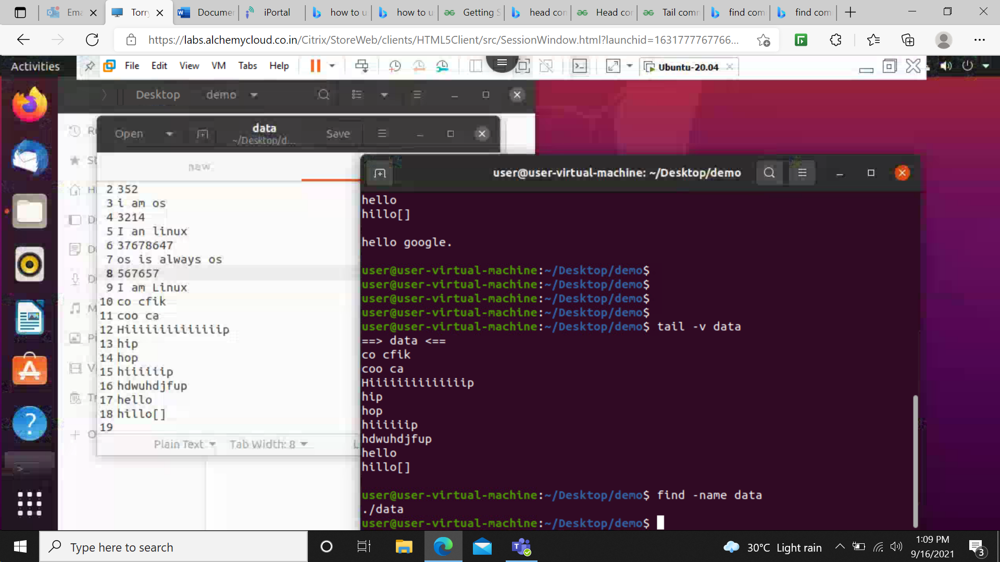 Ema
Torry
Documen
iPortal
how to u
how to u
Getting S
head con
Head cor
Tail comm
find com
find com
https://labs.alchemycloud.co.in/Citrix/StoreWeb/clients/HTML5Client/src/SessionWindow.html?launchid=1631777767766...
Activities
File Edit View VM Tabs Help
Ubuntu-20.04
Desktop demo
Open
data
~/Desktop/d...
Save
new
2 352
3 i am os
4 3214
5 I an linux
6 37678647
7 os is always os
8 567657
9 I am Linux
10 co cfik
11 coo ca
12 Hiiiiiiiiiiiiiip
13 hip
14 hop
15 hiiiiiip
16 hdwuhdjfup
17 hello
18 hillo[]
19
Plain Text Tab Width: 8
user@user-virtual-machine: ~/Desktop/demo
hello
hillo[]
hello google.
user@user-virtual-machine:~/Desktop/demo$
user@user-virtual-machine:~/Desktop/demo$
user@user-virtual-machine:~/Desktop/demo$
user@user-virtual-machine:~/Desktop/demo$
user@user-virtual-machine:~/Desktop/demo$ tail -v data
==> data <==
co cfik
coo ca
Hiiiiiiiiiiiiiip
hip
hop
hiiiiiip
hdwuhdjfup
hello
hillo[]
user@user-virtual-machine:~/Desktop/demo$ find -name data
./data
user@user-virtual-machine:~/Desktop/demo$
Type here to search
30°C Light rain
1:09 PM
9/16/2021
3